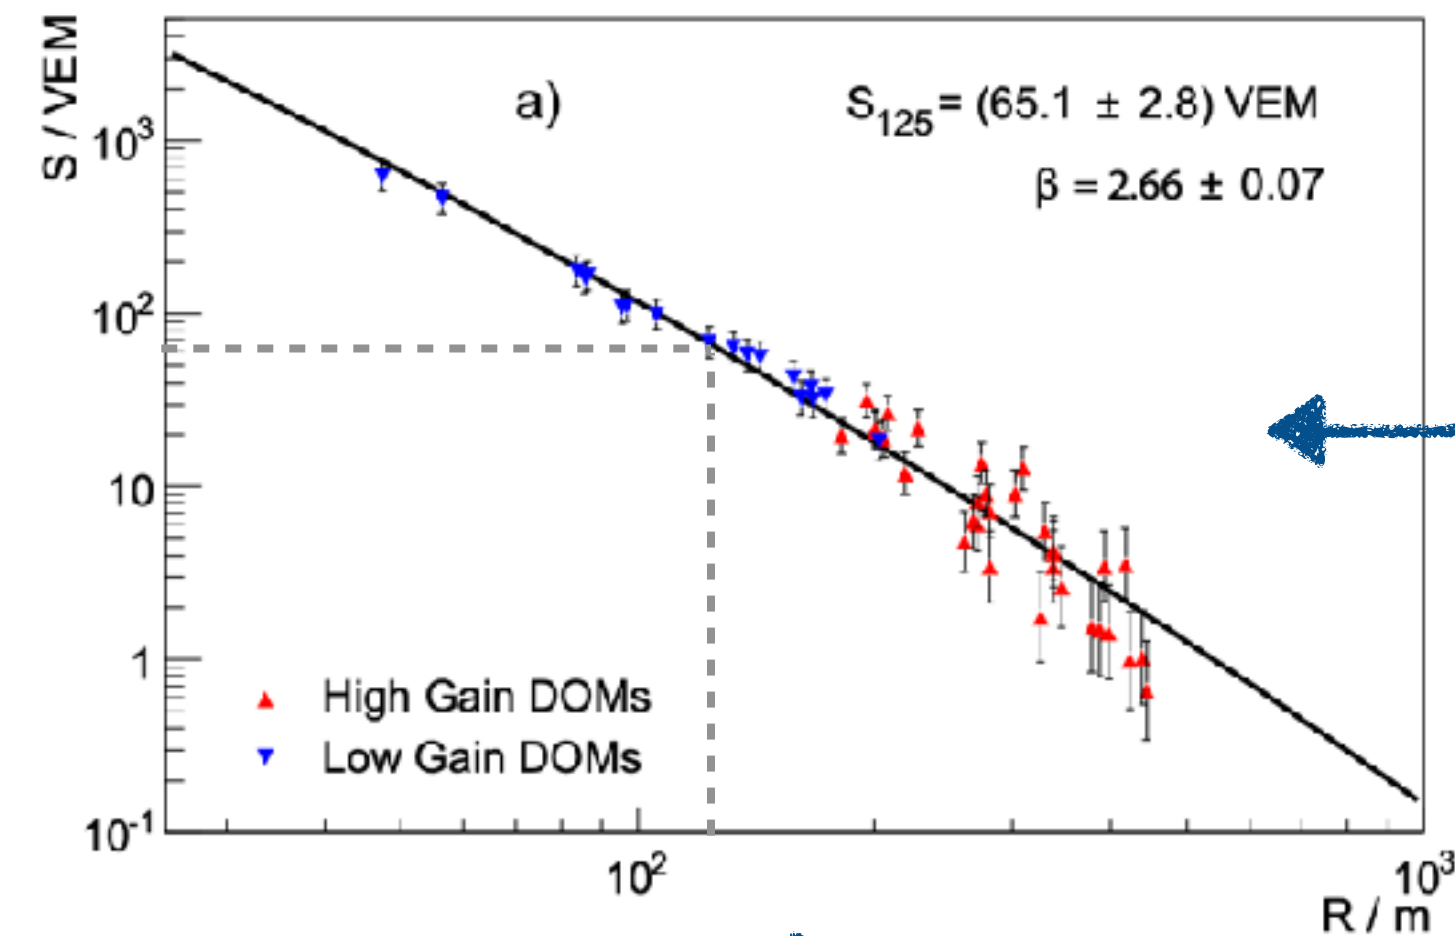 S / VEM
a)
S₁₂₅ = (65.1 ± 2.8) VEM
β = 2.66 ± 0.07
10³
10²
10
1
10⁻¹
High Gain DOMs
Low Gain DOMs
10²
10³
R / m